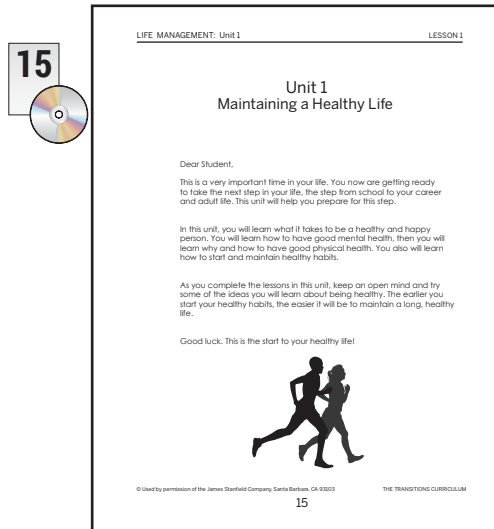 15
LIFE MANAGEMENT: Unit 1 LESSON 1
Unit 1
Maintaining a Healthy Life
Dear Student,
This is a very important time in your life. You now are getting ready
to take the next step in your life, the step from school to your career
and adult life. This unit will help you prepare for this step.
In this unit, you will learn what it takes to be a healthy and happy
person. You will learn how to have good mental health, then you will
learn why and how to have good physical health. You also will learn
how to start and maintain healthy habits.
As you complete the lessons in this unit, keep an open mind and try
some of the ideas you will learn about being healthy. The earlier you
start your healthy habits, the easier it will be to maintain a long, healthy
life.
Good luck. This is the start to your healthy life!
© Used by permission of the James Stanfield Company, Santa Barbara, CA 93103 THE TRANSITIONS CURRICULUM
15